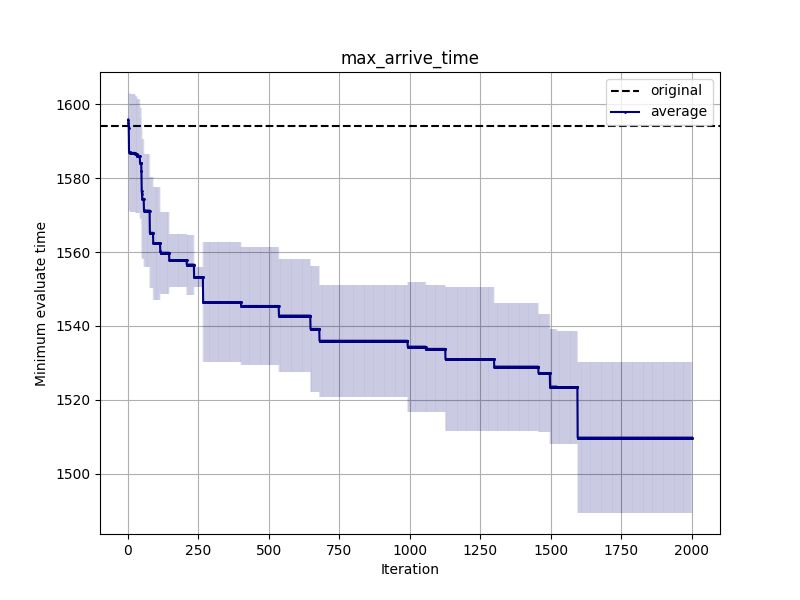 max_arrive_time
original
average
Minimum evaluate time
1600
1580
1560
1540
1520
1500
0 250 500 750 1000 1250 1500 1750 2000
Iteration